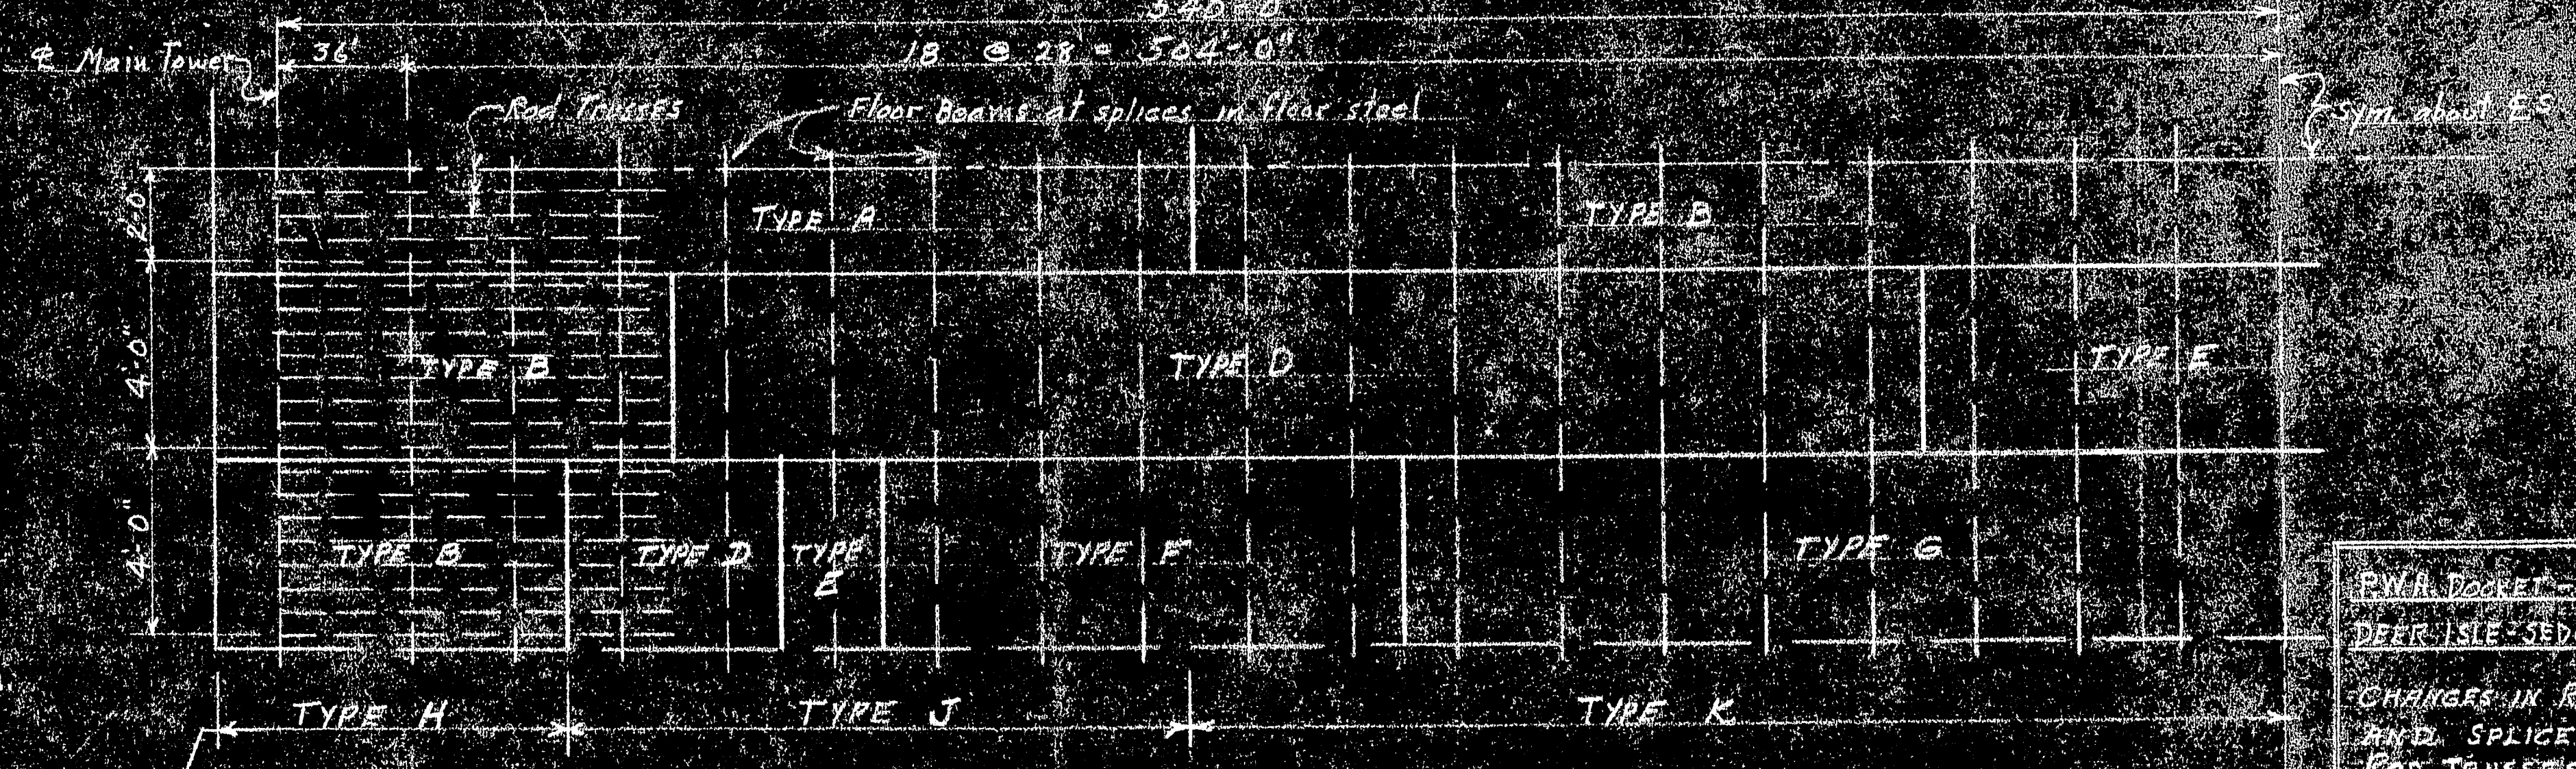 540'-0"
18 @ 28 = 504-0"
36'
℄ Main Tower
Rod Trusses
Floor Beams at splices in floor steel
Sym. about ℄ S
2'-0"
TYPE A
TYPE B
4'-0"
TYPE B
TYPE D
TYPE E
4'-0"
TYPE B
TYPE D
TYPE
E
TYPE F
TYPE G
TYPE H
TYPE J
TYPE K
P.W.A. DOCKET
DEER ISLE-SED
CHANGES IN
AND SPLICE